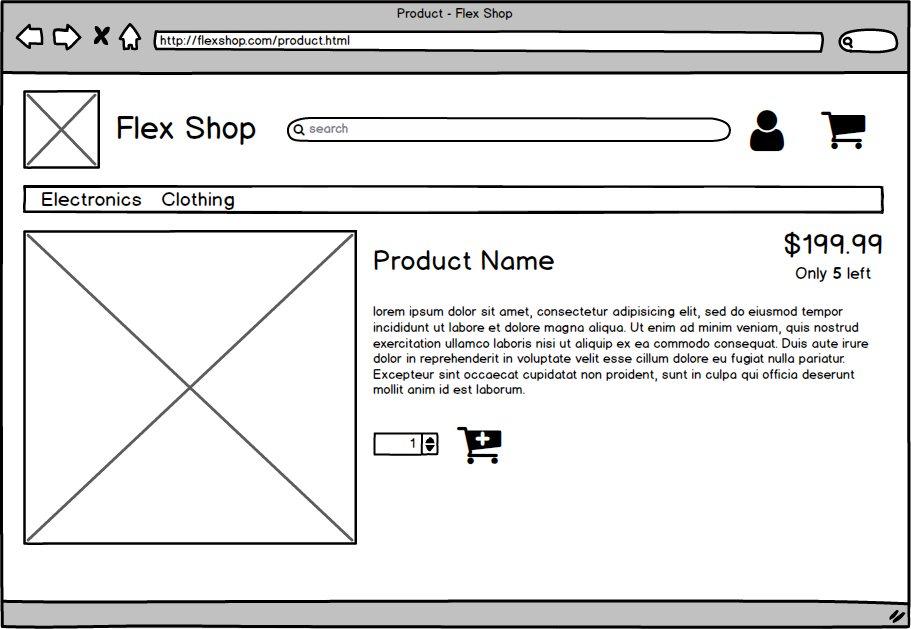 Product - Flex Shop
http://flexshop.com/product.html
Flex Shop
search
Electronics Clothing
Product Name
$199.99
Only 5 left
lorem ipsum dolor sit amet, consectetur adipisicing elit, sed do eiusmod tempor
incididunt ut labore et dolore magna aliqua. Ut enim ad minim veniam, quis nostrud
exercitation ullamco laboris nisi ut aliquip ex ea commodo consequat. Duis aute irure
dolor in reprehenderit in voluptate velit esse cillum dolore eu fugiat nulla pariatur.
Excepteur sint occaecat cupidatat non proident, sunt in culpa qui officia deserunt
mollit anim id est laborum.
1